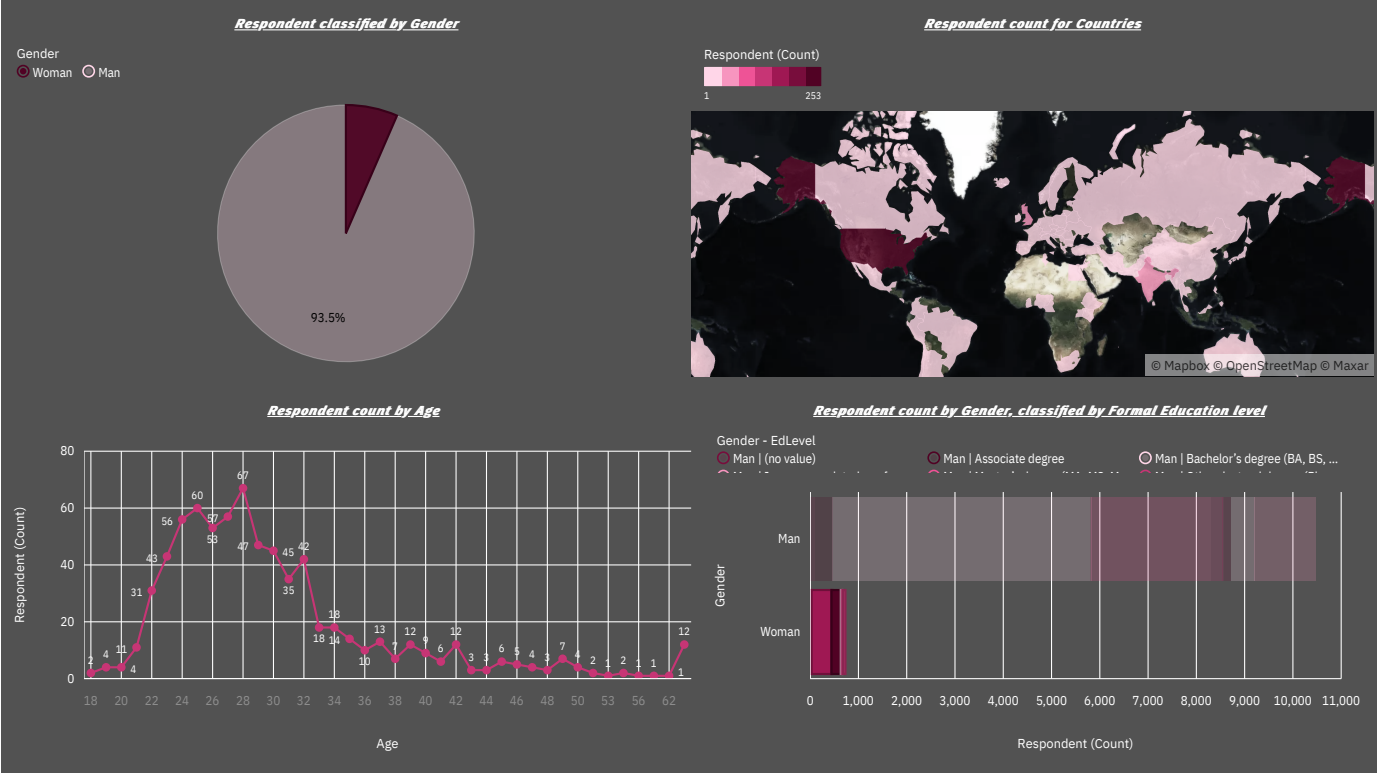 Respondent classified by Gender
Gender
Woman Man
93.5%
Respondent count for Countries
Respondent (Count)
1 253
© Mapbox © OpenStreetMap © Maxar
Respondent count by Age
Respondent (Count)
80
60
40
20
0
2 4 11 4 31 43 56 60 57 53 67 47 45 35 42 18 18 14 10 13 7 12 9 6 12 3 3 6 5 4 3 7 4 2 1 2 1 1 1 12
18 20 22 24 26 28 30 32 34 36 38 40 42 44 46 48 50 53 56 62
Age
Respondent count by Gender, classified by Formal Education level
Gender - EdLevel
Man | (no value) Man | Associate degree Man | Bachelor's degree (BA, BS, ...
Gender
Man
Woman
0 1,000 2,000 3,000 4,000 5,000 6,000 7,000 8,000 9,000 10,000 11,000
Respondent (Count)